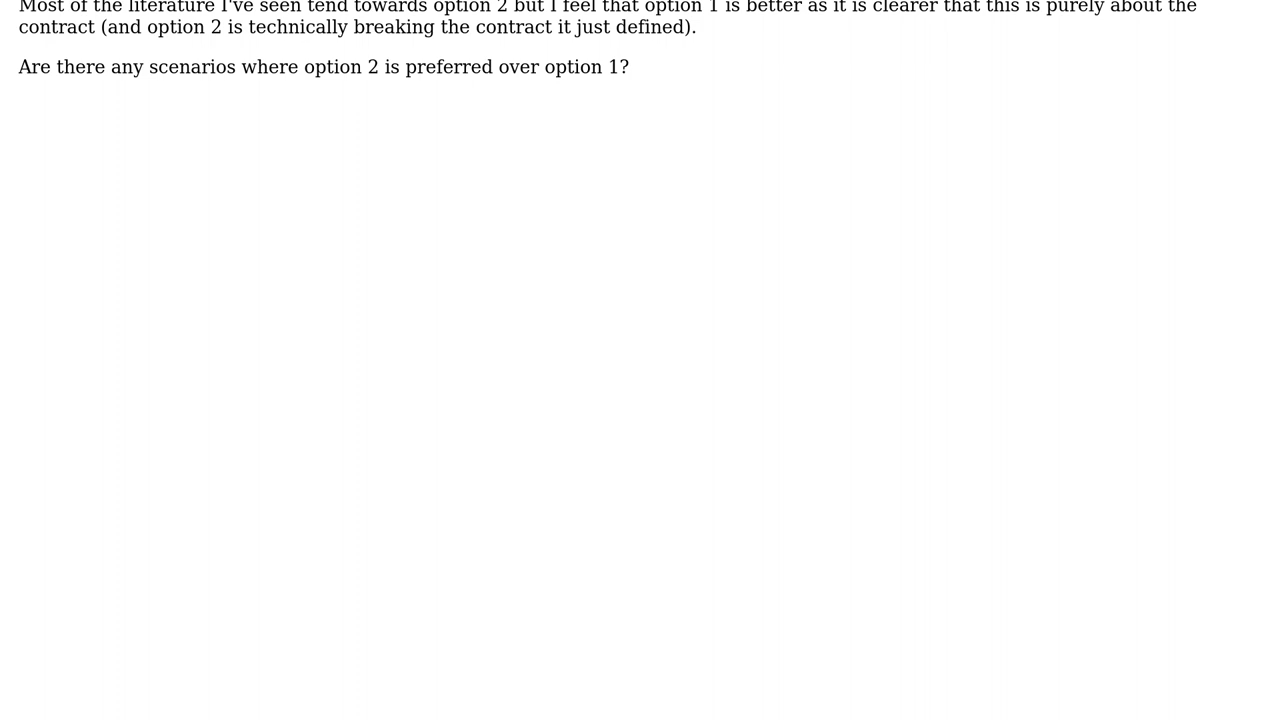 Most of the literature I've seen tend towards option 2 but I feel that option 1 is better as it is clearer that this is purely about the
contract (and option 2 is technically breaking the contract it just defined).
Are there any scenarios where option 2 is preferred over option 1?